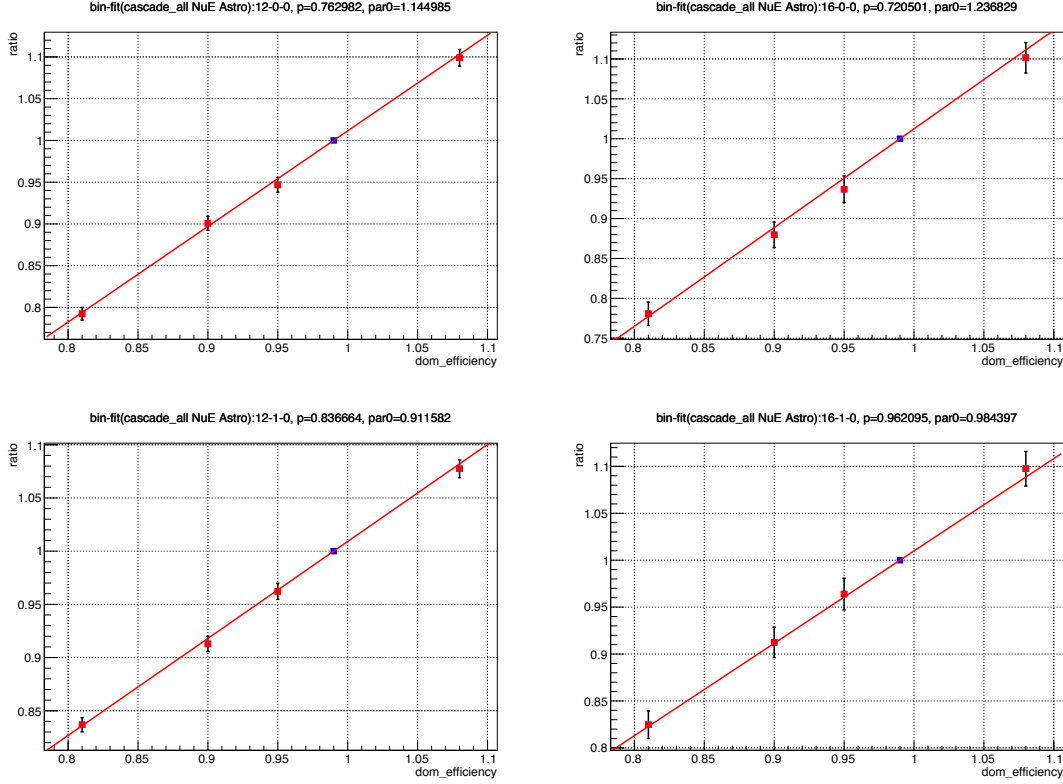 bin-fit(cascade_all NuE Astro):12-0-0, p=0.762982, par0=1.144985
ratio
1.1
1.05
1
0.95
0.9
0.85
0.8
0.8 0.85 0.9 0.95 1 1.05 1.1
dom_efficiency
bin-fit(cascade_all NuE Astro):16-0-0, p=0.720501, par0=1.236829
ratio
1.1
1.05
1
0.95
0.9
0.85
0.8
0.75
0.8 0.85 0.9 0.95 1 1.05 1.1
dom_efficiency
bin-fit(cascade_all NuE Astro):12-1-0, p=0.836664, par0=0.911582
ratio
1.1
1.05
1
0.95
0.9
0.85
0.8 0.85 0.9 0.95 1 1.05 1.1
dom_efficiency
bin-fit(cascade_all NuE Astro):16-1-0, p=0.962095, par0=0.984397
ratio
1.1
1.05
1
0.95
0.9
0.85
0.8
0.8 0.85 0.9 0.95 1 1.05 1.1
dom_efficiency